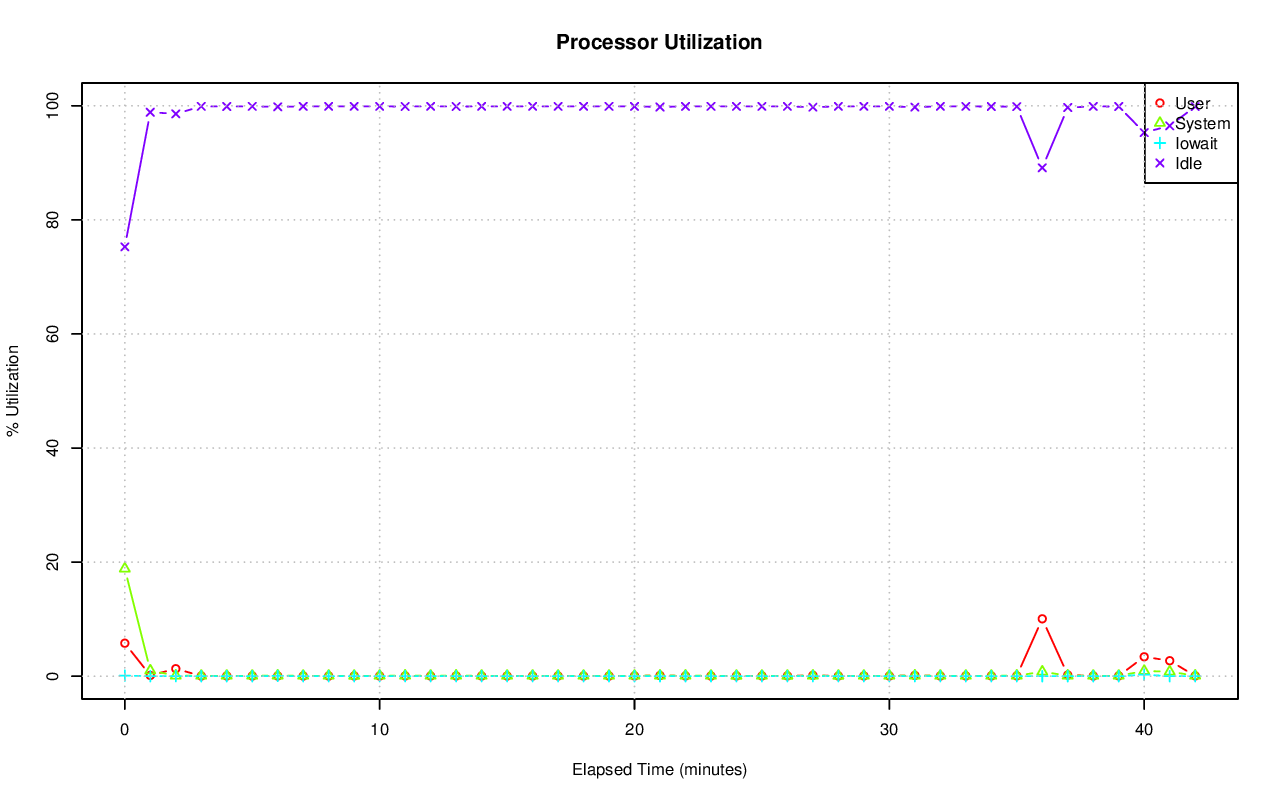 Processor Utilization
100
80
60
40
20
0
% Utilization
User
System
Iowait
Idle
0 10 20 30 40
Elapsed Time (minutes)